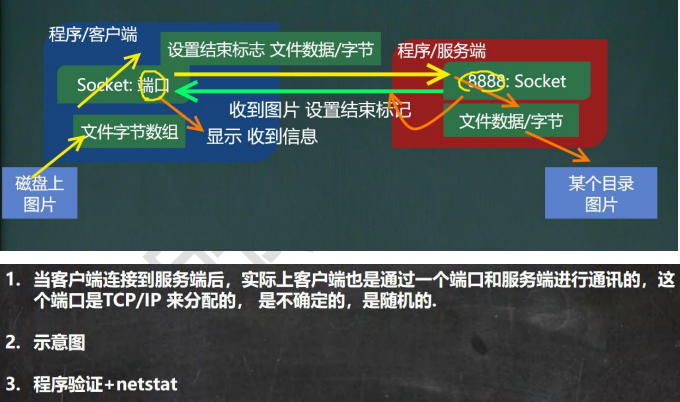 程序/客户端
设置结束标志 文件数据/字节
程序/服务端
Socket: 端口
8888: Socket
收到图片 设置结束标记
文件字节数组
显示 收到信息
文件数据/字节
磁盘上
图片
某个目录
图片
1. 当客户端连接到服务端后，实际上客户端也是通过一个端口和服务端进行通讯的，这
个端口是TCP/IP 来分配的， 是不确定的，是随机的.
2. 示意图
3. 程序验证+netstat